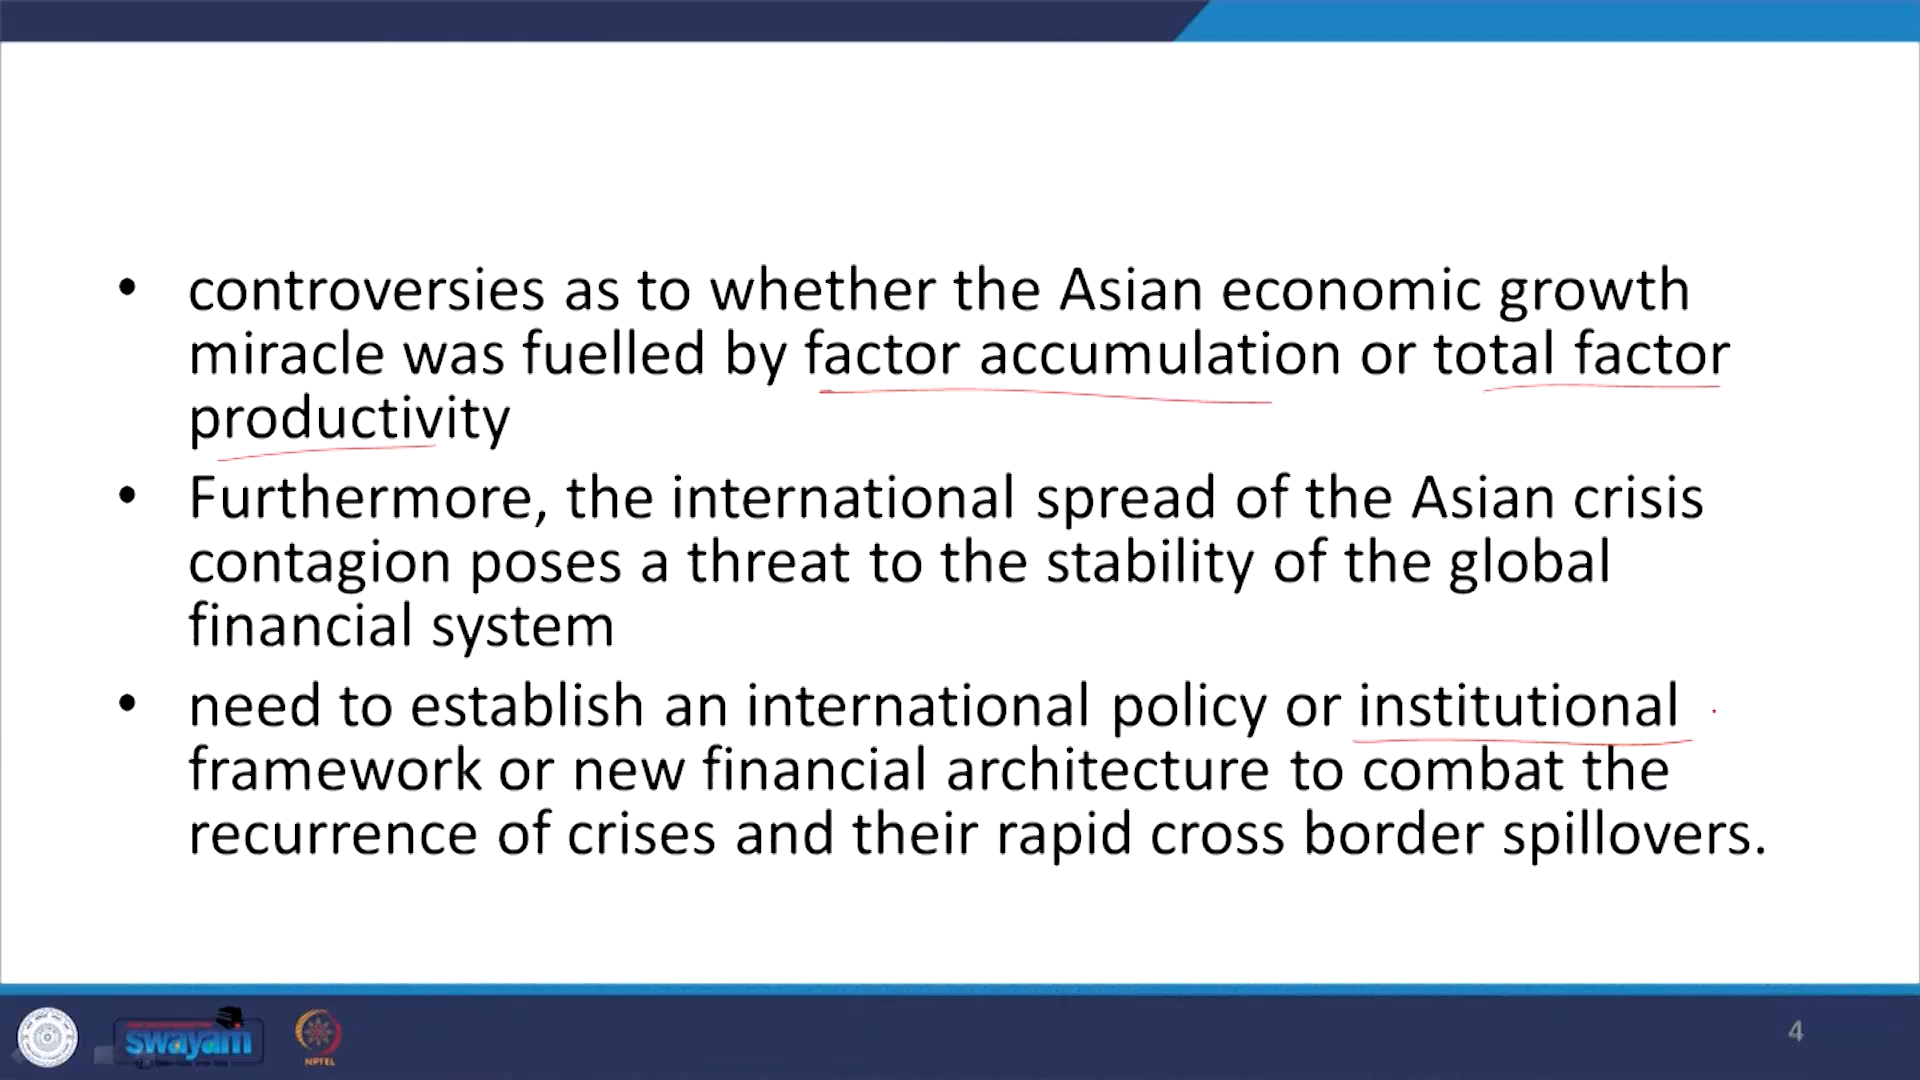 • controversies as to whether the Asian economic growth
miracle was fuelled by factor accumulation or total factor
productivity
• Furthermore, the international spread of the Asian crisis
contagion poses a threat to the stability of the global
financial system
• need to establish an international policy or institutional
framework or new financial architecture to combat the
recurrence of crises and their rapid cross border spillovers.
swayam
NPTEL
4